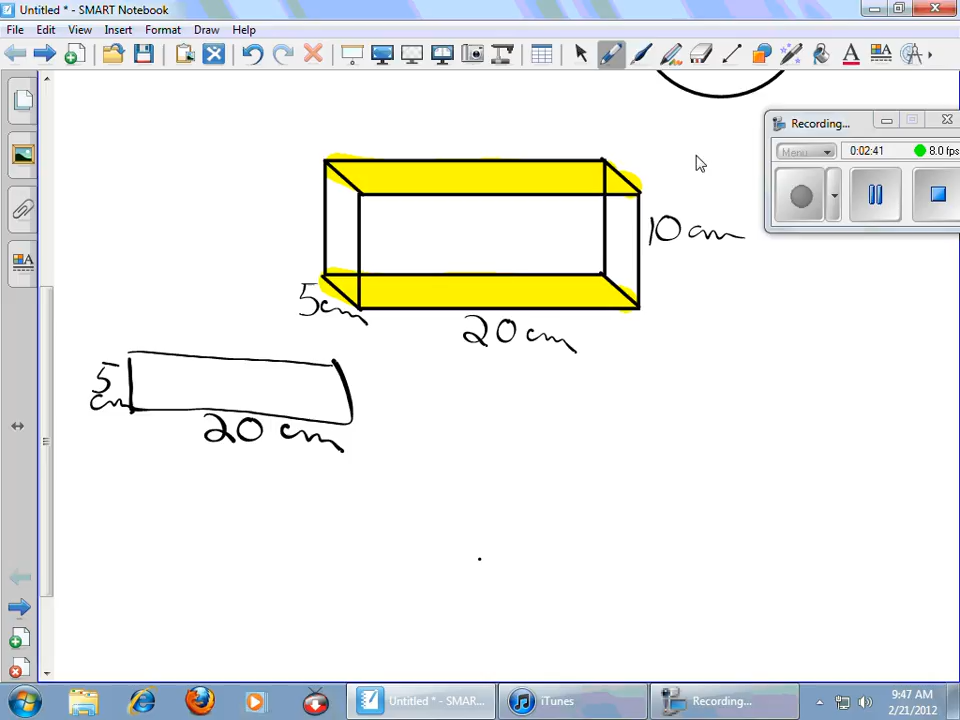 Untitled * - SMART Notebook
File Edit View Insert Format Draw Help
Recording...
Menu 0:02:41 8.0 fps
10 cm
5cm
20 cm
5
cm
20 cm
Untitled * - SMAR... iTunes Recording...
9:47 AM
2/21/2012